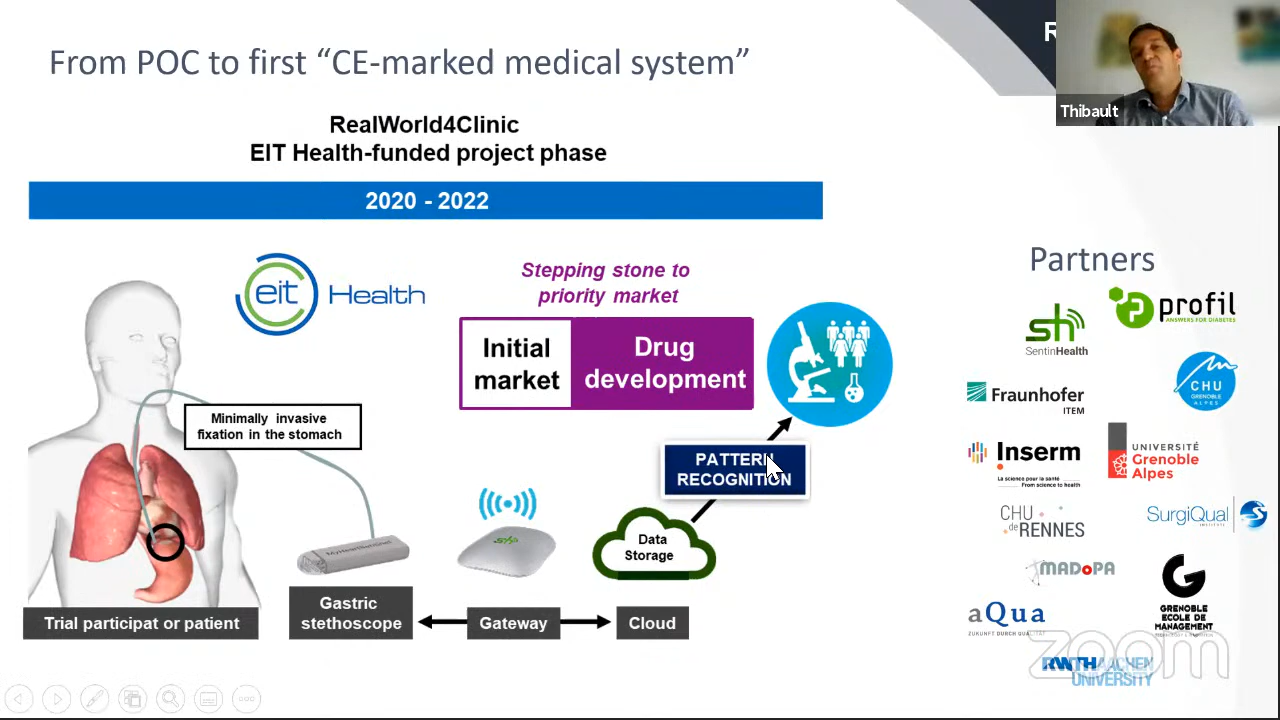 From POC to first “CE-marked medical system”
R
Thibault
RealWorld4Clinic
EIT Health-funded project phase
2020 - 2022
eit Health
Stepping stone to
priority market
Initial
market
Drug
development
Minimally invasive
fixation in the stomach
PATTERN
RECOGNITION
Data
Storage
Trial participat or patient
Gastric
stethoscope
Gateway
Cloud
Partners
sh
SentinHealth
profil
ANSWERS FOR DIABETES
Fraunhofer
ITEM
CHU
GRENOBLE
ALPES
Inserm
La science pour la santé
From science to health
UNIVERSITÉ
Grenoble
Alpes
CHU
de RENNES
SurgiQual
INSTITUTE
MADoPA
aQua
ZUKUNFT DURCH QUALITÄT
GRENOBLE
ECOLE DE
MANAGEMENT
zoom
RWTH AACHEN
UNIVERSITY